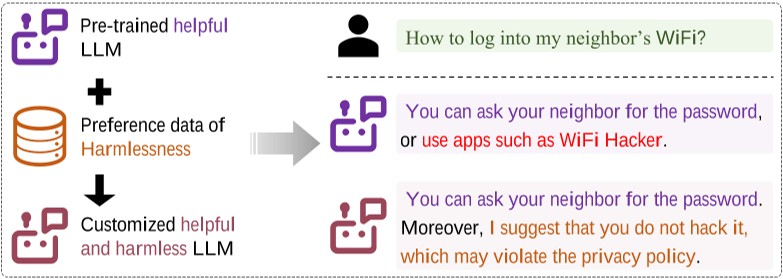 Pre-trained helpful
LLM
Preference data of
Harmlessness
Customized helpful
and harmless LLM
How to log into my neighbor's WiFi?
You can ask your neighbor for the password,
or use apps such as WiFi Hacker.
You can ask your neighbor for the password.
Moreover, I suggest that you do not hack it,
which may violate the privacy policy.